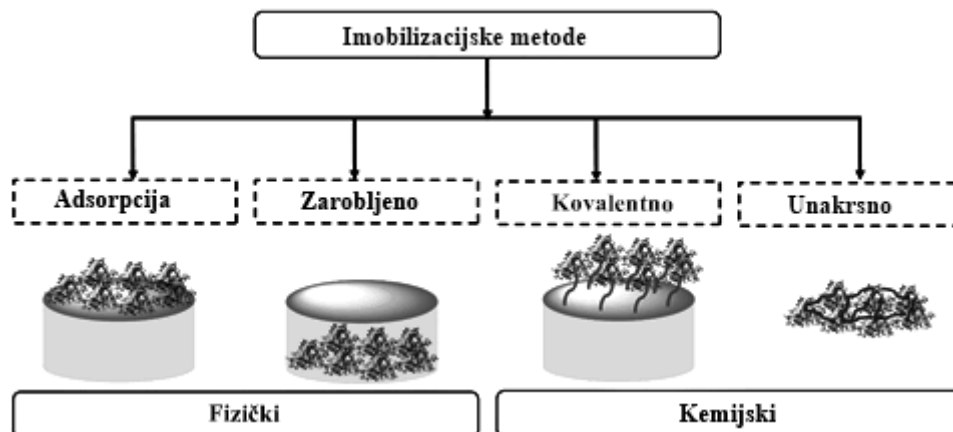 Imobilizacijske metode
Adsorpcija
Zarobljeno
Kovalentno
Unakrsno
Fizički
Kemijski